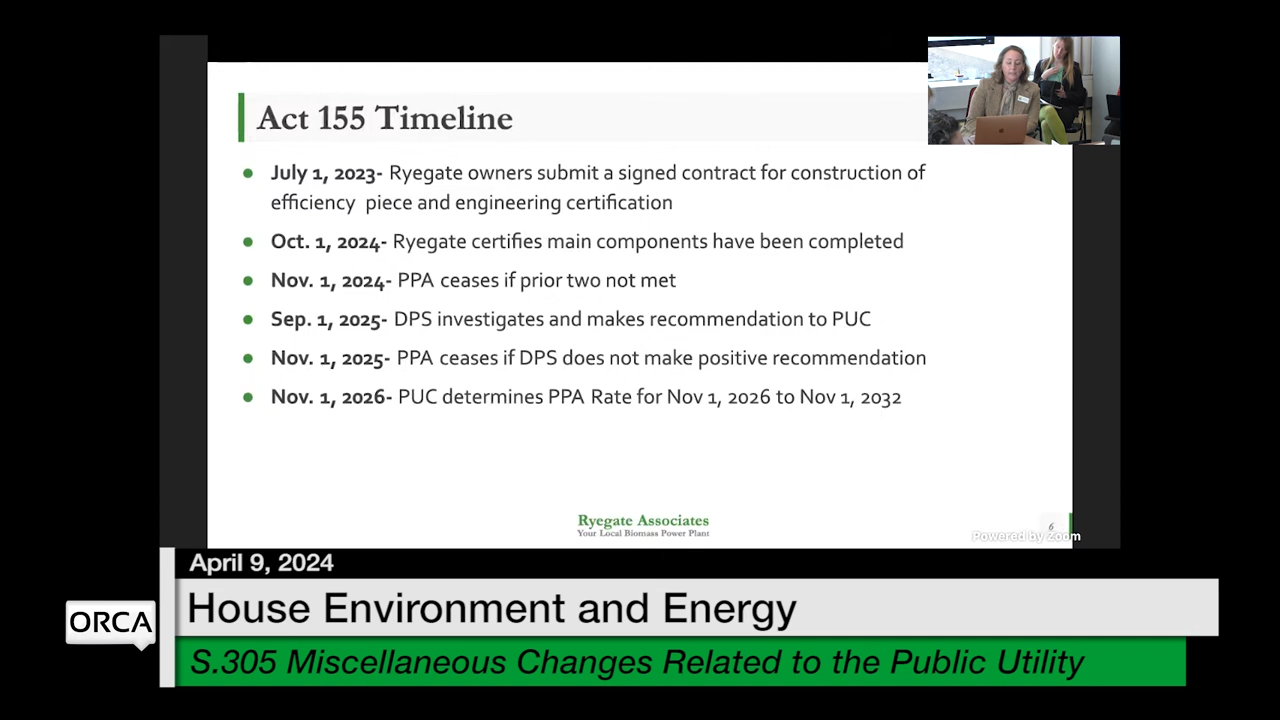 Act 155 Timeline
July 1, 2023- Ryegate owners submit a signed contract for construction of
efficiency piece and engineering certification
Oct. 1, 2024- Ryegate certifies main components have been completed
Nov. 1, 2024- PPA ceases if prior two not met
Sep. 1, 2025- DPS investigates and makes recommendation to PUC
Nov. 1, 2025- PPA ceases if DPS does not make positive recommendation
Nov. 1, 2026- PUC determines PPA Rate for Nov 1, 2026 to Nov 1, 2032
Ryegate Associates
Your Local Biomass Power Plant
6
Powered by Zoom
April 9, 2024
House Environment and Energy
ORCA
S.305 Miscellaneous Changes Related to the Public Utility